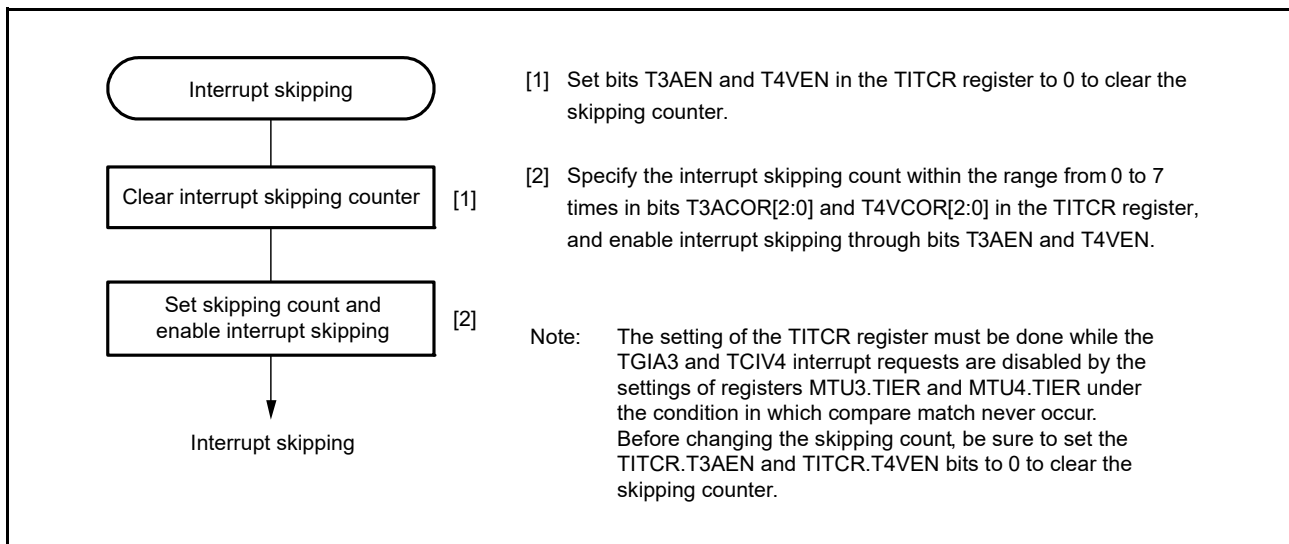 Interrupt skipping
Clear interrupt skipping counter
[1]
Set skipping count and
enable interrupt skipping
[2]
Interrupt skipping
[1] Set bits T3AEN and T4VEN in the TITCR register to 0 to clear the
skipping counter.
[2] Specify the interrupt skipping count within the range from 0 to 7
times in bits T3ACOR[2:0] and T4VCOR[2:0] in the TITCR register,
and enable interrupt skipping through bits T3AEN and T4VEN.
Note: The setting of the TITCR register must be done while the
TGIA3 and TCIV4 interrupt requests are disabled by the
settings of registers MTU3.TIER and MTU4.TIER under
the condition in which compare match never occur.
Before changing the skipping count, be sure to set the
TITCR.T3AEN and TITCR.T4VEN bits to 0 to clear the
skipping counter.